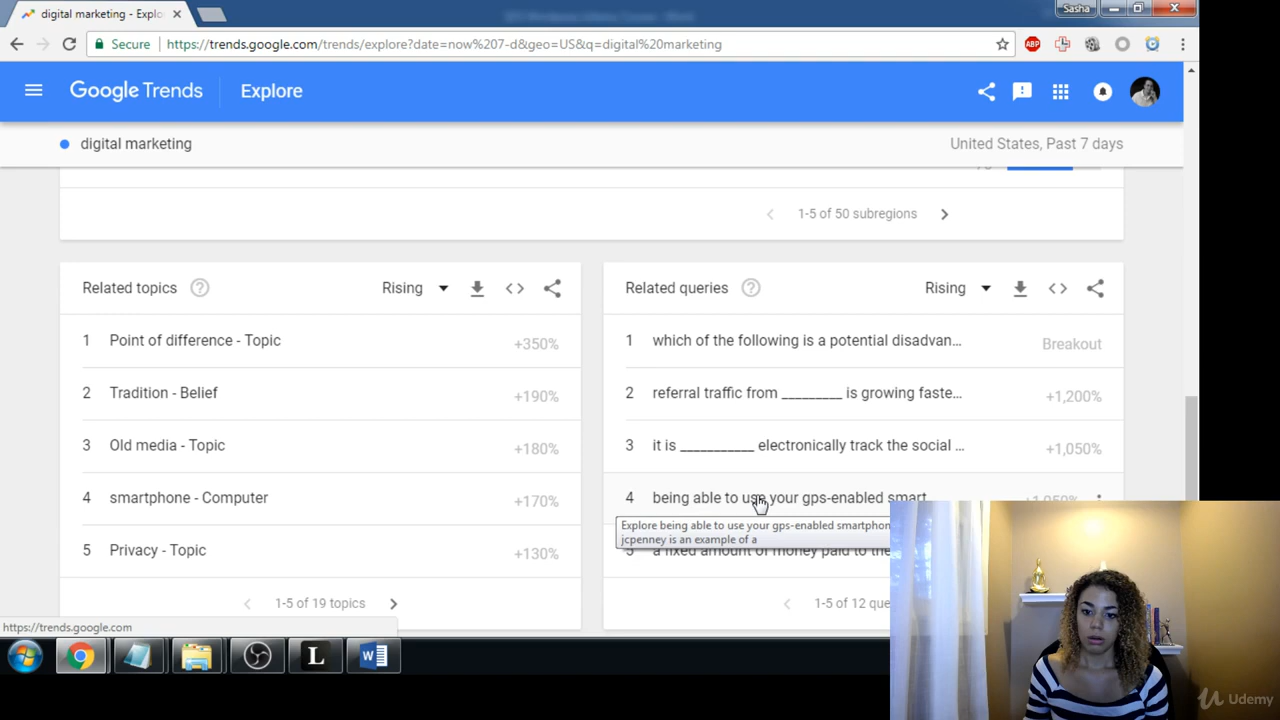 digital marketing - Explo
Sasha
Secure
https://trends.google.com/trends/explore?date=now%207-d&geo=US&q=digital%20marketing
ABP
Google Trends
Explore
digital marketing
United States, Past 7 days
1-5 of 50 subregions
Related topics
Rising
1 Point of difference - Topic +350%
2 Tradition - Belief +190%
3 Old media - Topic +180%
4 smartphone - Computer +170%
5 Privacy - Topic +130%
1-5 of 19 topics
Related queries
Rising
1 which of the following is a potential disadvan... Breakout
2 referral traffic from _________ is growing faste... +1,200%
3 it is ___________ electronically track the social ... +1,050%
4 being able to use your gps-enabled smart... +1,050%
Explore being able to use your gps-enabled smartphon
jcpenney is an example of a
a fixed amount of money paid to the
1-5 of 12 que
https://trends.google.com
L
W
Udemy